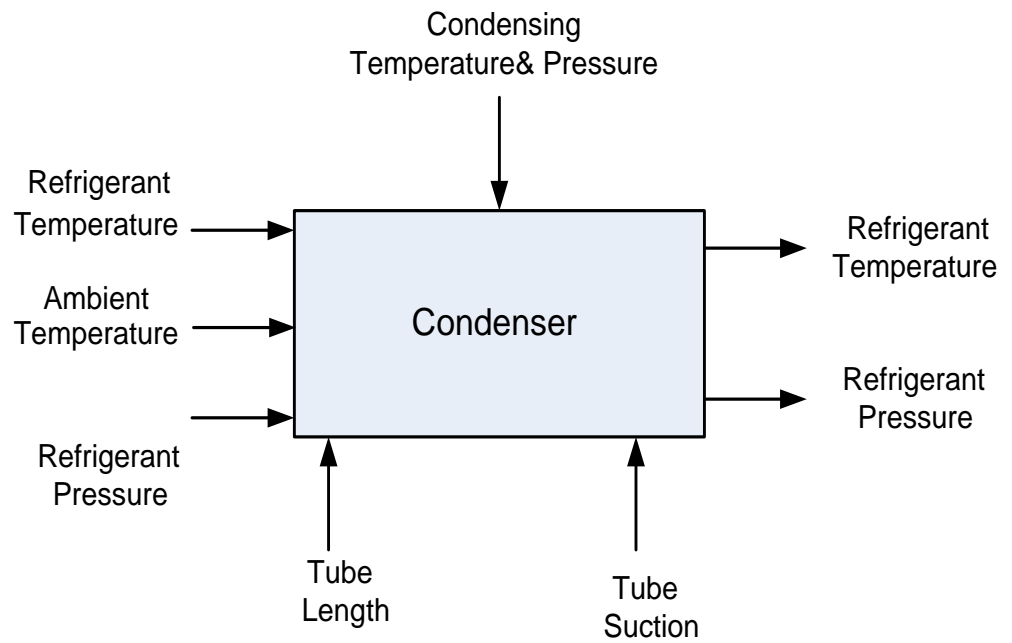 Condensing
Temperature& Pressure
Refrigerant
Temperature
Ambient
Temperature
Refrigerant
Pressure
Condenser
Refrigerant
Temperature
Refrigerant
Pressure
Tube
Length
Tube
Suction